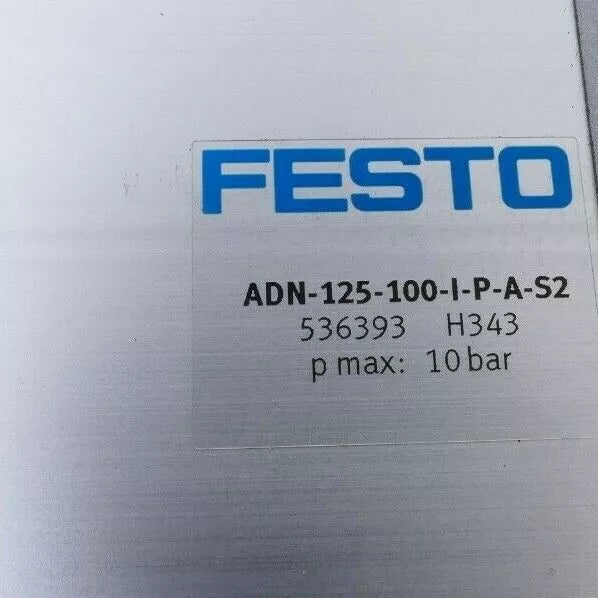 FESTO
ADN-125-100-I-P-A-S2
536393 H343
p max: 10 bar